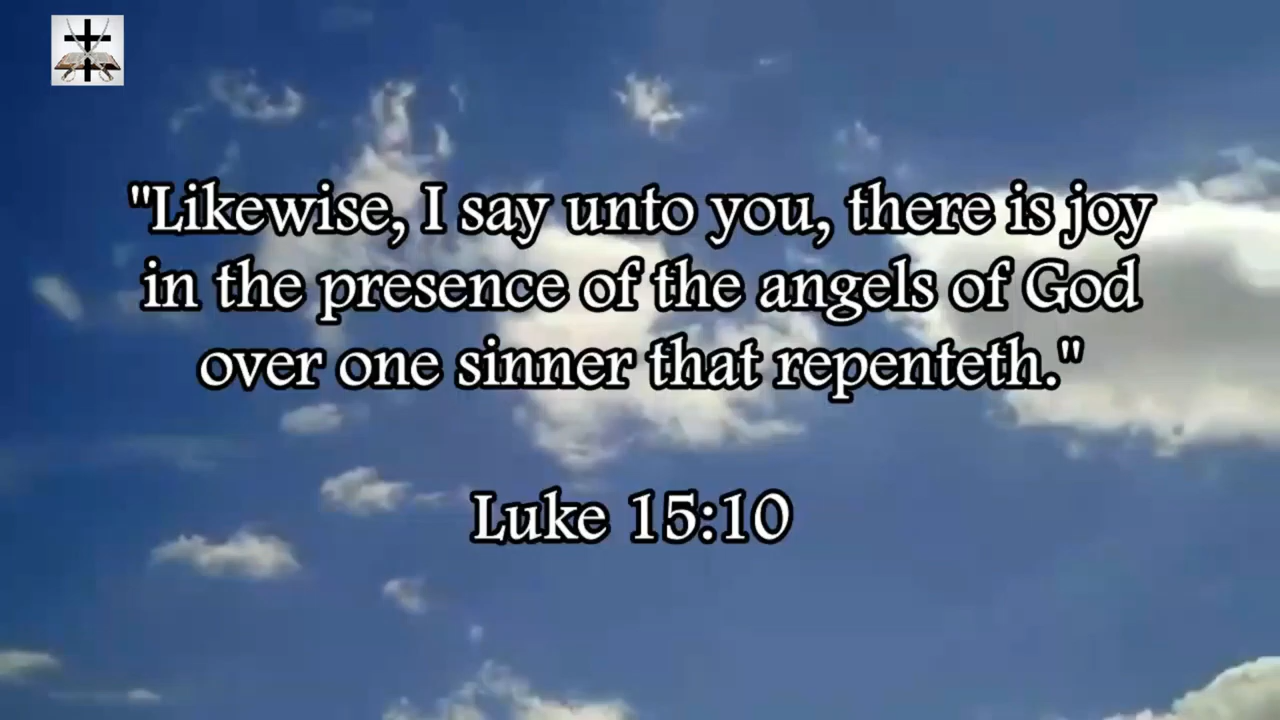 "Likewise, I say unto you, there is joy
in the presence of the angels of God
over one sinner that repenteth."
Luke 15:10